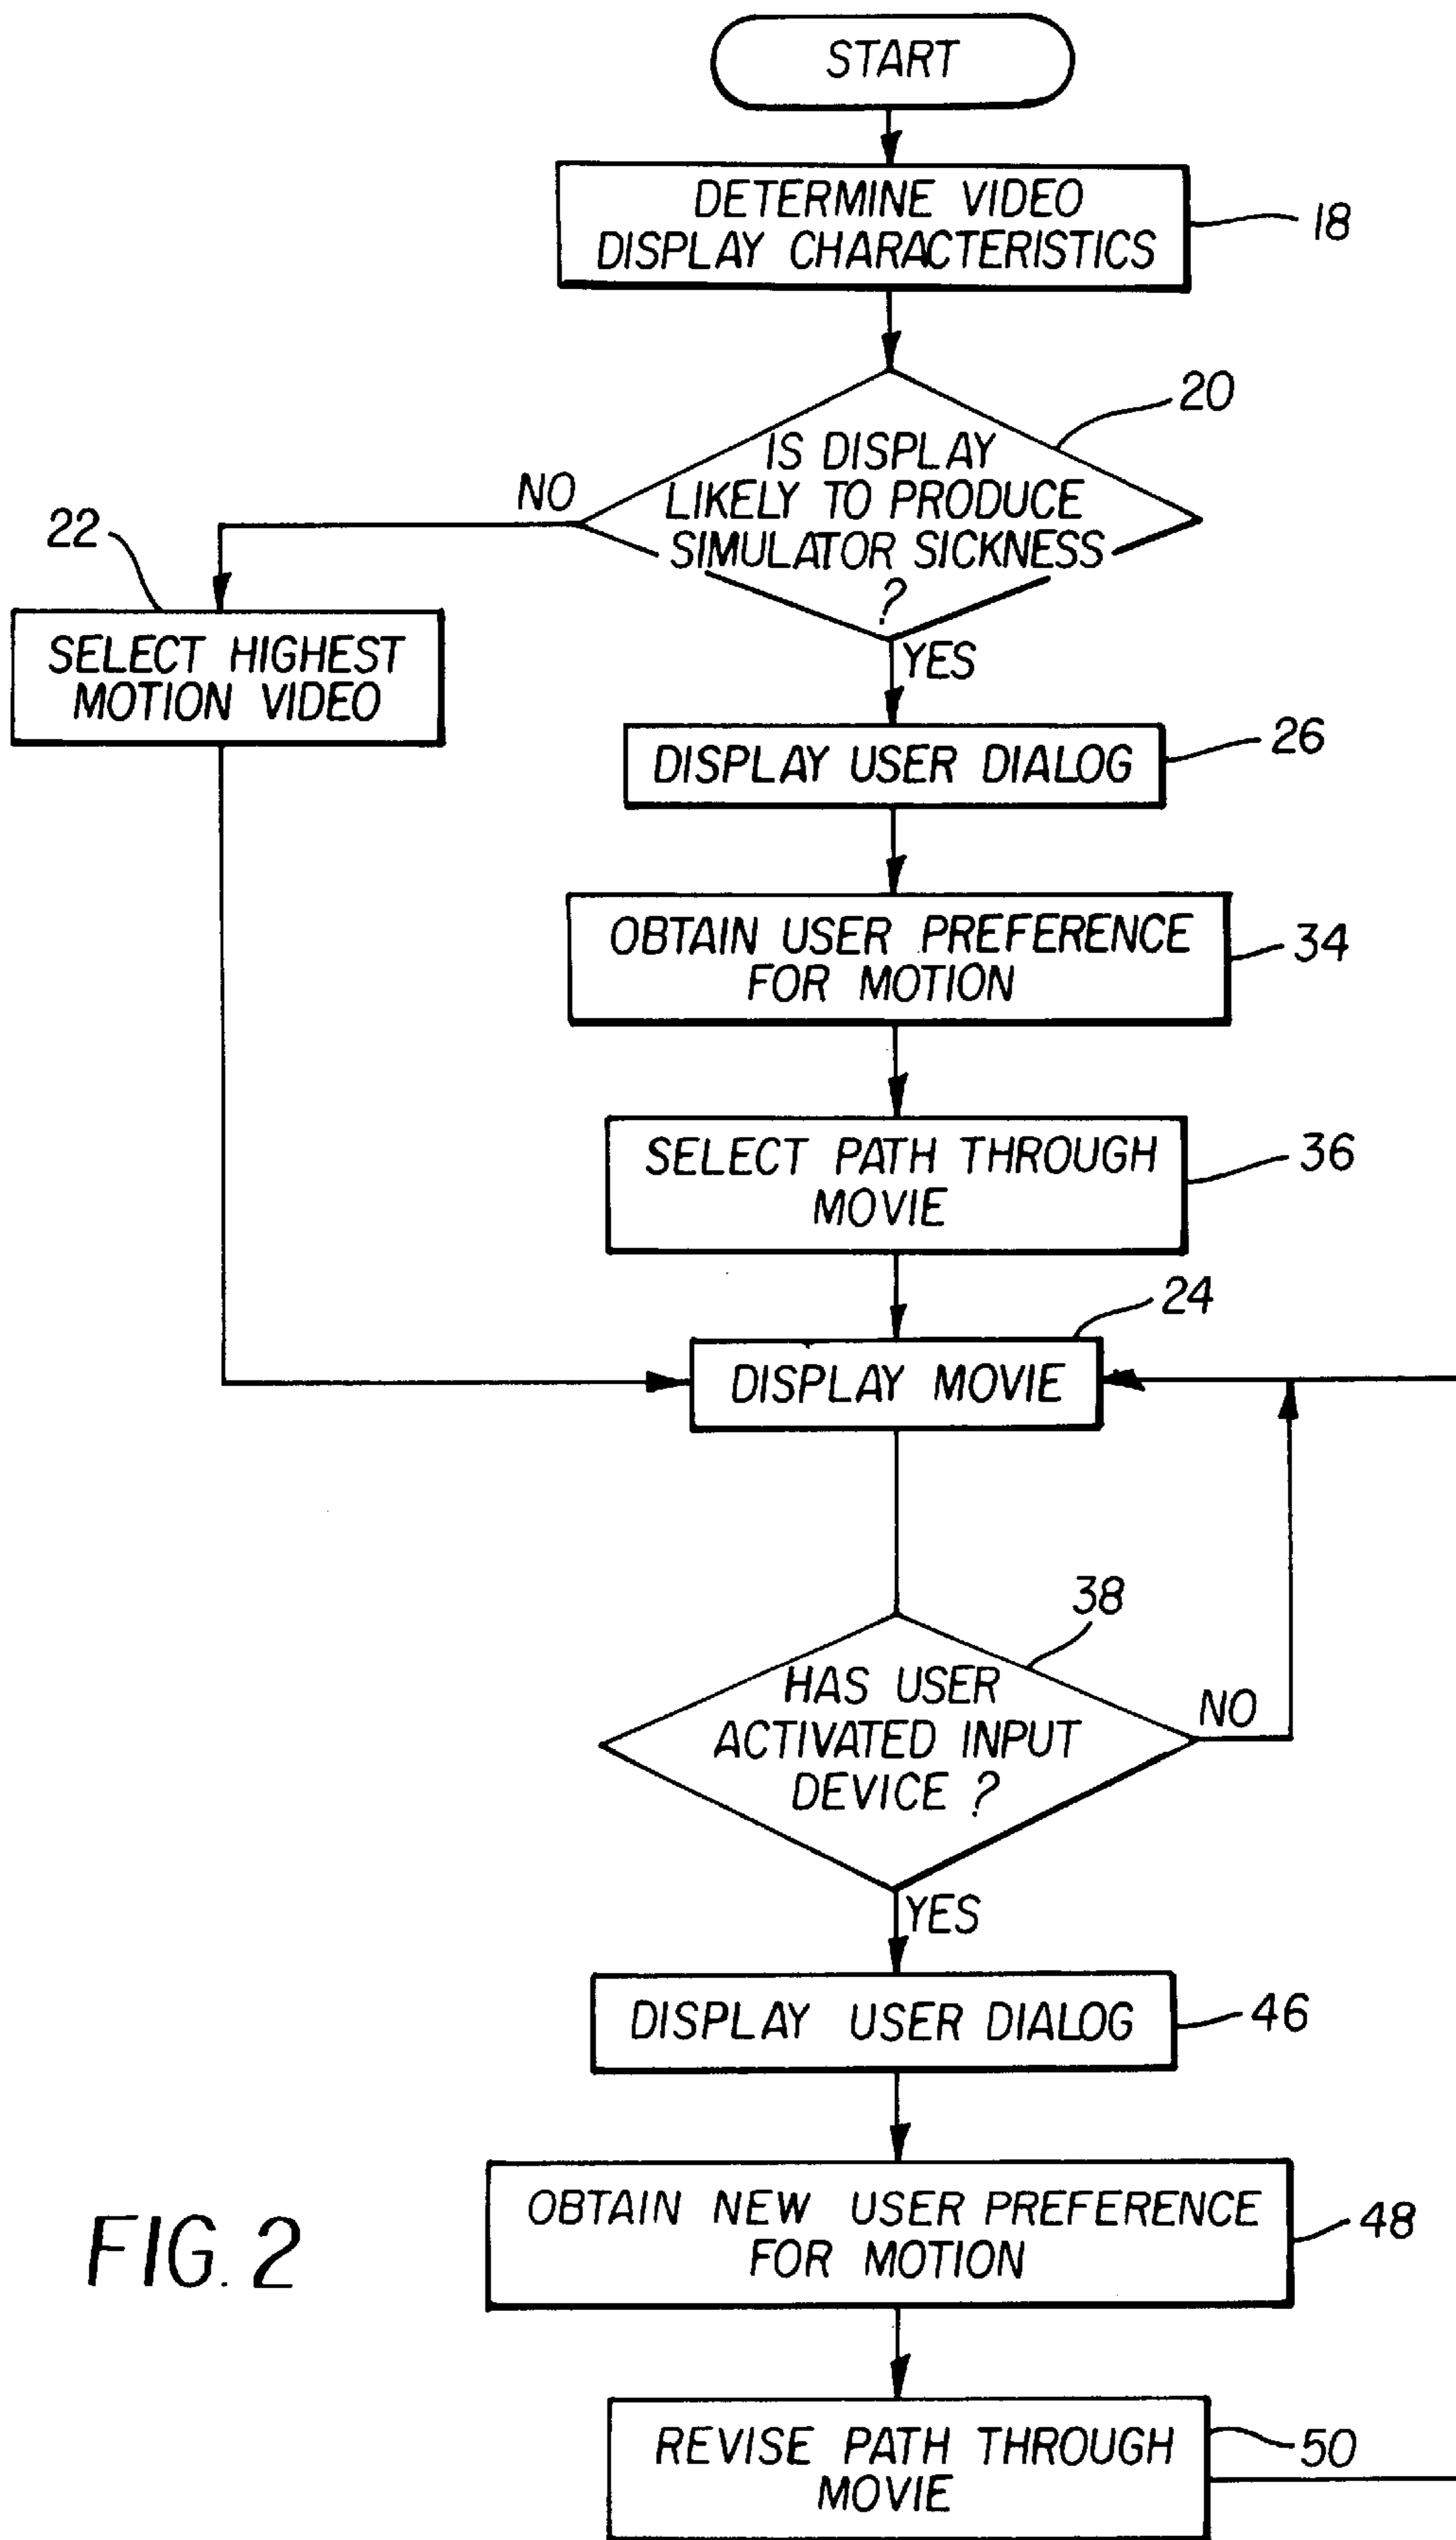 START
DETERMINE VIDEO
DISPLAY CHARACTERISTICS
18
20
IS DISPLAY
LIKELY TO PRODUCE
SIMULATOR SICKNESS
?
NO
YES
22
SELECT HIGHEST
MOTION VIDEO
26
DISPLAY USER DIALOG
OBTAIN USER PREFERENCE
FOR MOTION
34
SELECT PATH THROUGH
MOVIE
36
24
DISPLAY MOVIE
38
HAS USER
ACTIVATED INPUT
DEVICE ?
NO
YES
DISPLAY USER DIALOG
46
OBTAIN NEW USER PREFERENCE
FOR MOTION
48
FIG. 2
REVISE PATH THROUGH
MOVIE
50